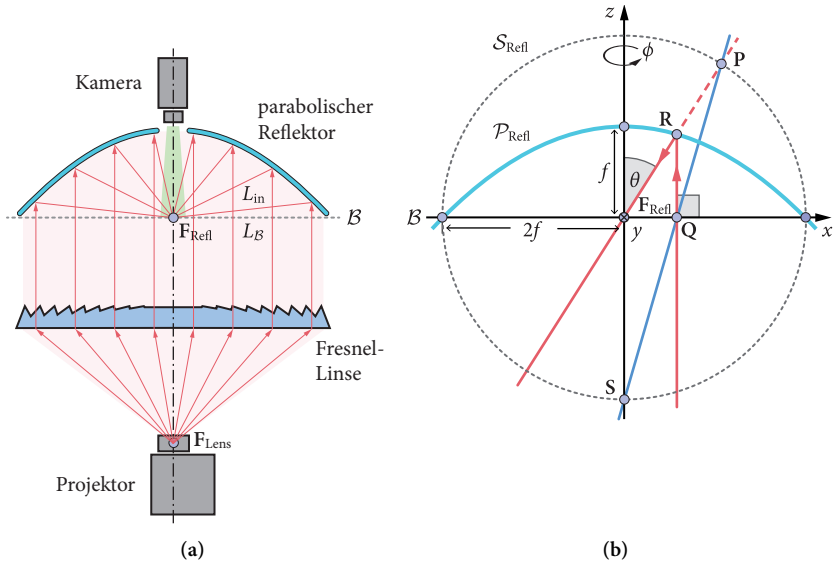 Kamera
parabolischer
Reflektor
L_in
𝓑
F_Refl
L_𝓑
Fresnel-
Linse
F_Lens
Projektor
(a)
z
𝒮_Refl
ϕ
P
𝒫_Refl
R
f
θ
F_Refl
𝓑
2f
y
Q
x
S
(b)